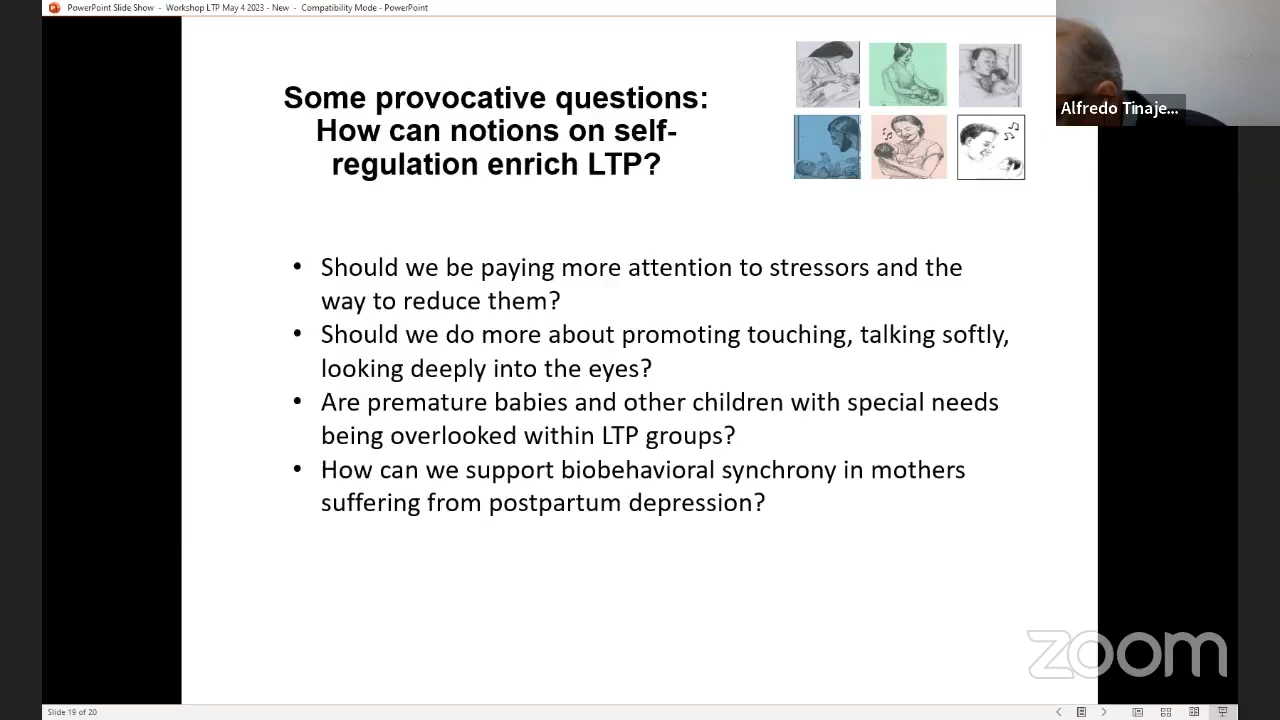 PowerPoint Slide Show - Workshop LTP May 4 2023 - New - Compatibility Mode - PowerPoint
Alfredo Tinaje...
Some provocative questions:
How can notions on self-
regulation enrich LTP?
• Should we be paying more attention to stressors and the
way to reduce them?
• Should we do more about promoting touching, talking softly,
looking deeply into the eyes?
• Are premature babies and other children with special needs
being overlooked within LTP groups?
• How can we support biobehavioral synchrony in mothers
suffering from postpartum depression?
zoom
Slide 19 of 20